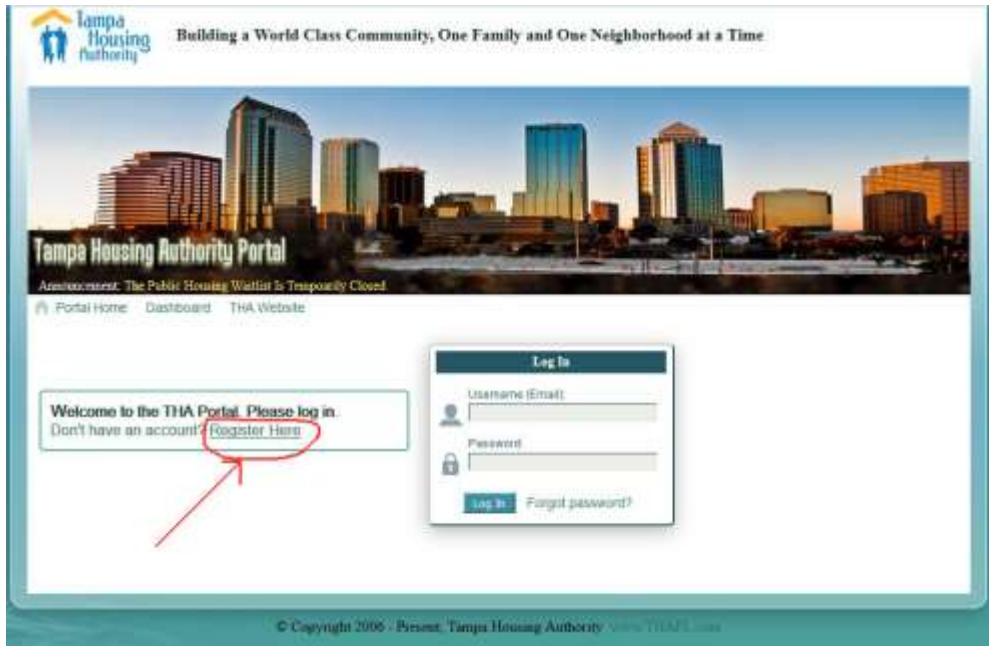 Tampa
Housing
Authority
Building a World Class Community, One Family and One Neighborhood at a Time
Tampa Housing Authority Portal
Announcement: The Public Housing Waitlist Is Temporarily Closed
Portal Home Dashboard THA Website
Log In
Username (Email)
Welcome to the THA Portal. Please log in.
Don't have an account? Register Here
Password
Log In Forgot password?
© Copyright 2006 - Present, Tampa Housing Authority www.THAFL.com